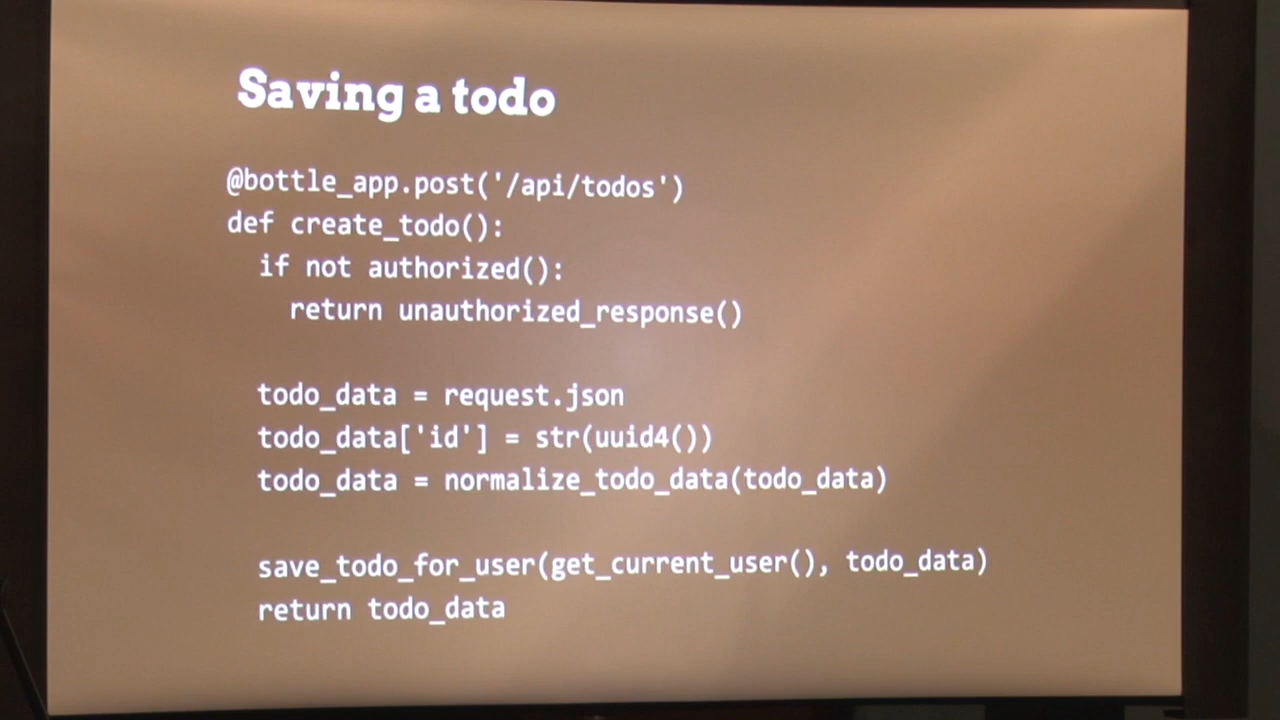 Saving a todo
@bottle_app.post('/api/todos')
def create_todo():
  if not authorized():
    return unauthorized_response()

  todo_data = request.json
  todo_data['id'] = str(uuid4())
  todo_data = normalize_todo_data(todo_data)

  save_todo_for_user(get_current_user(), todo_data)
  return todo_data